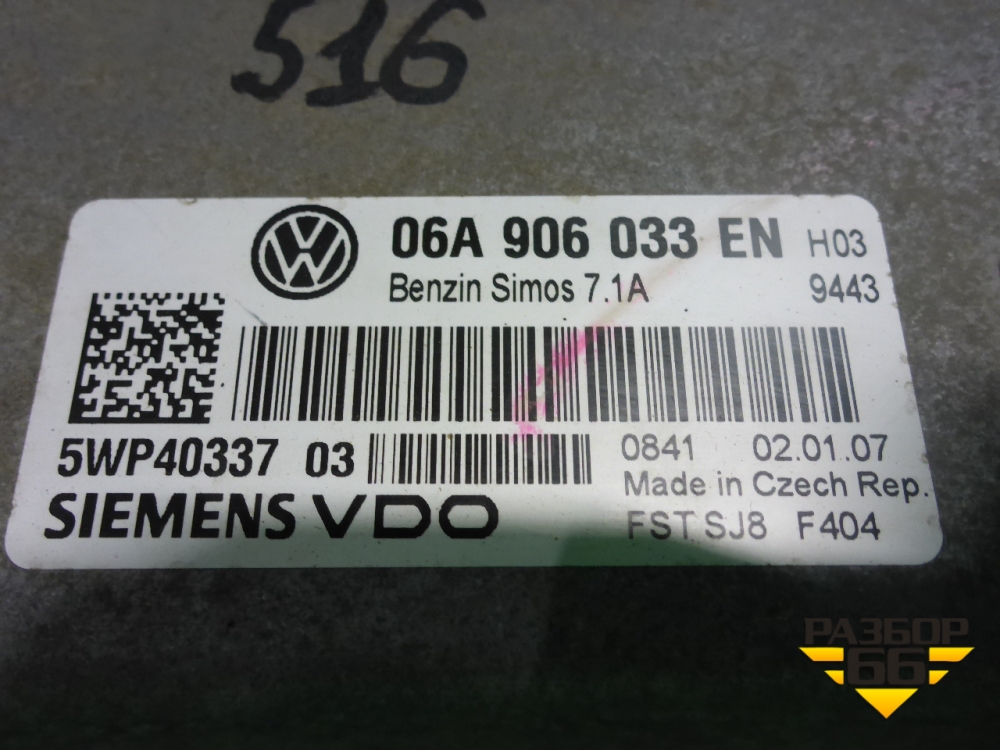 516
06A 906 033 EN H03
Benzin Simos 7.1A 9443
5WP40337 03 0841 02.01.07
Made in Czech Rep.
SIEMENS VDO FST SJ8 F404
РАЗБОР
66